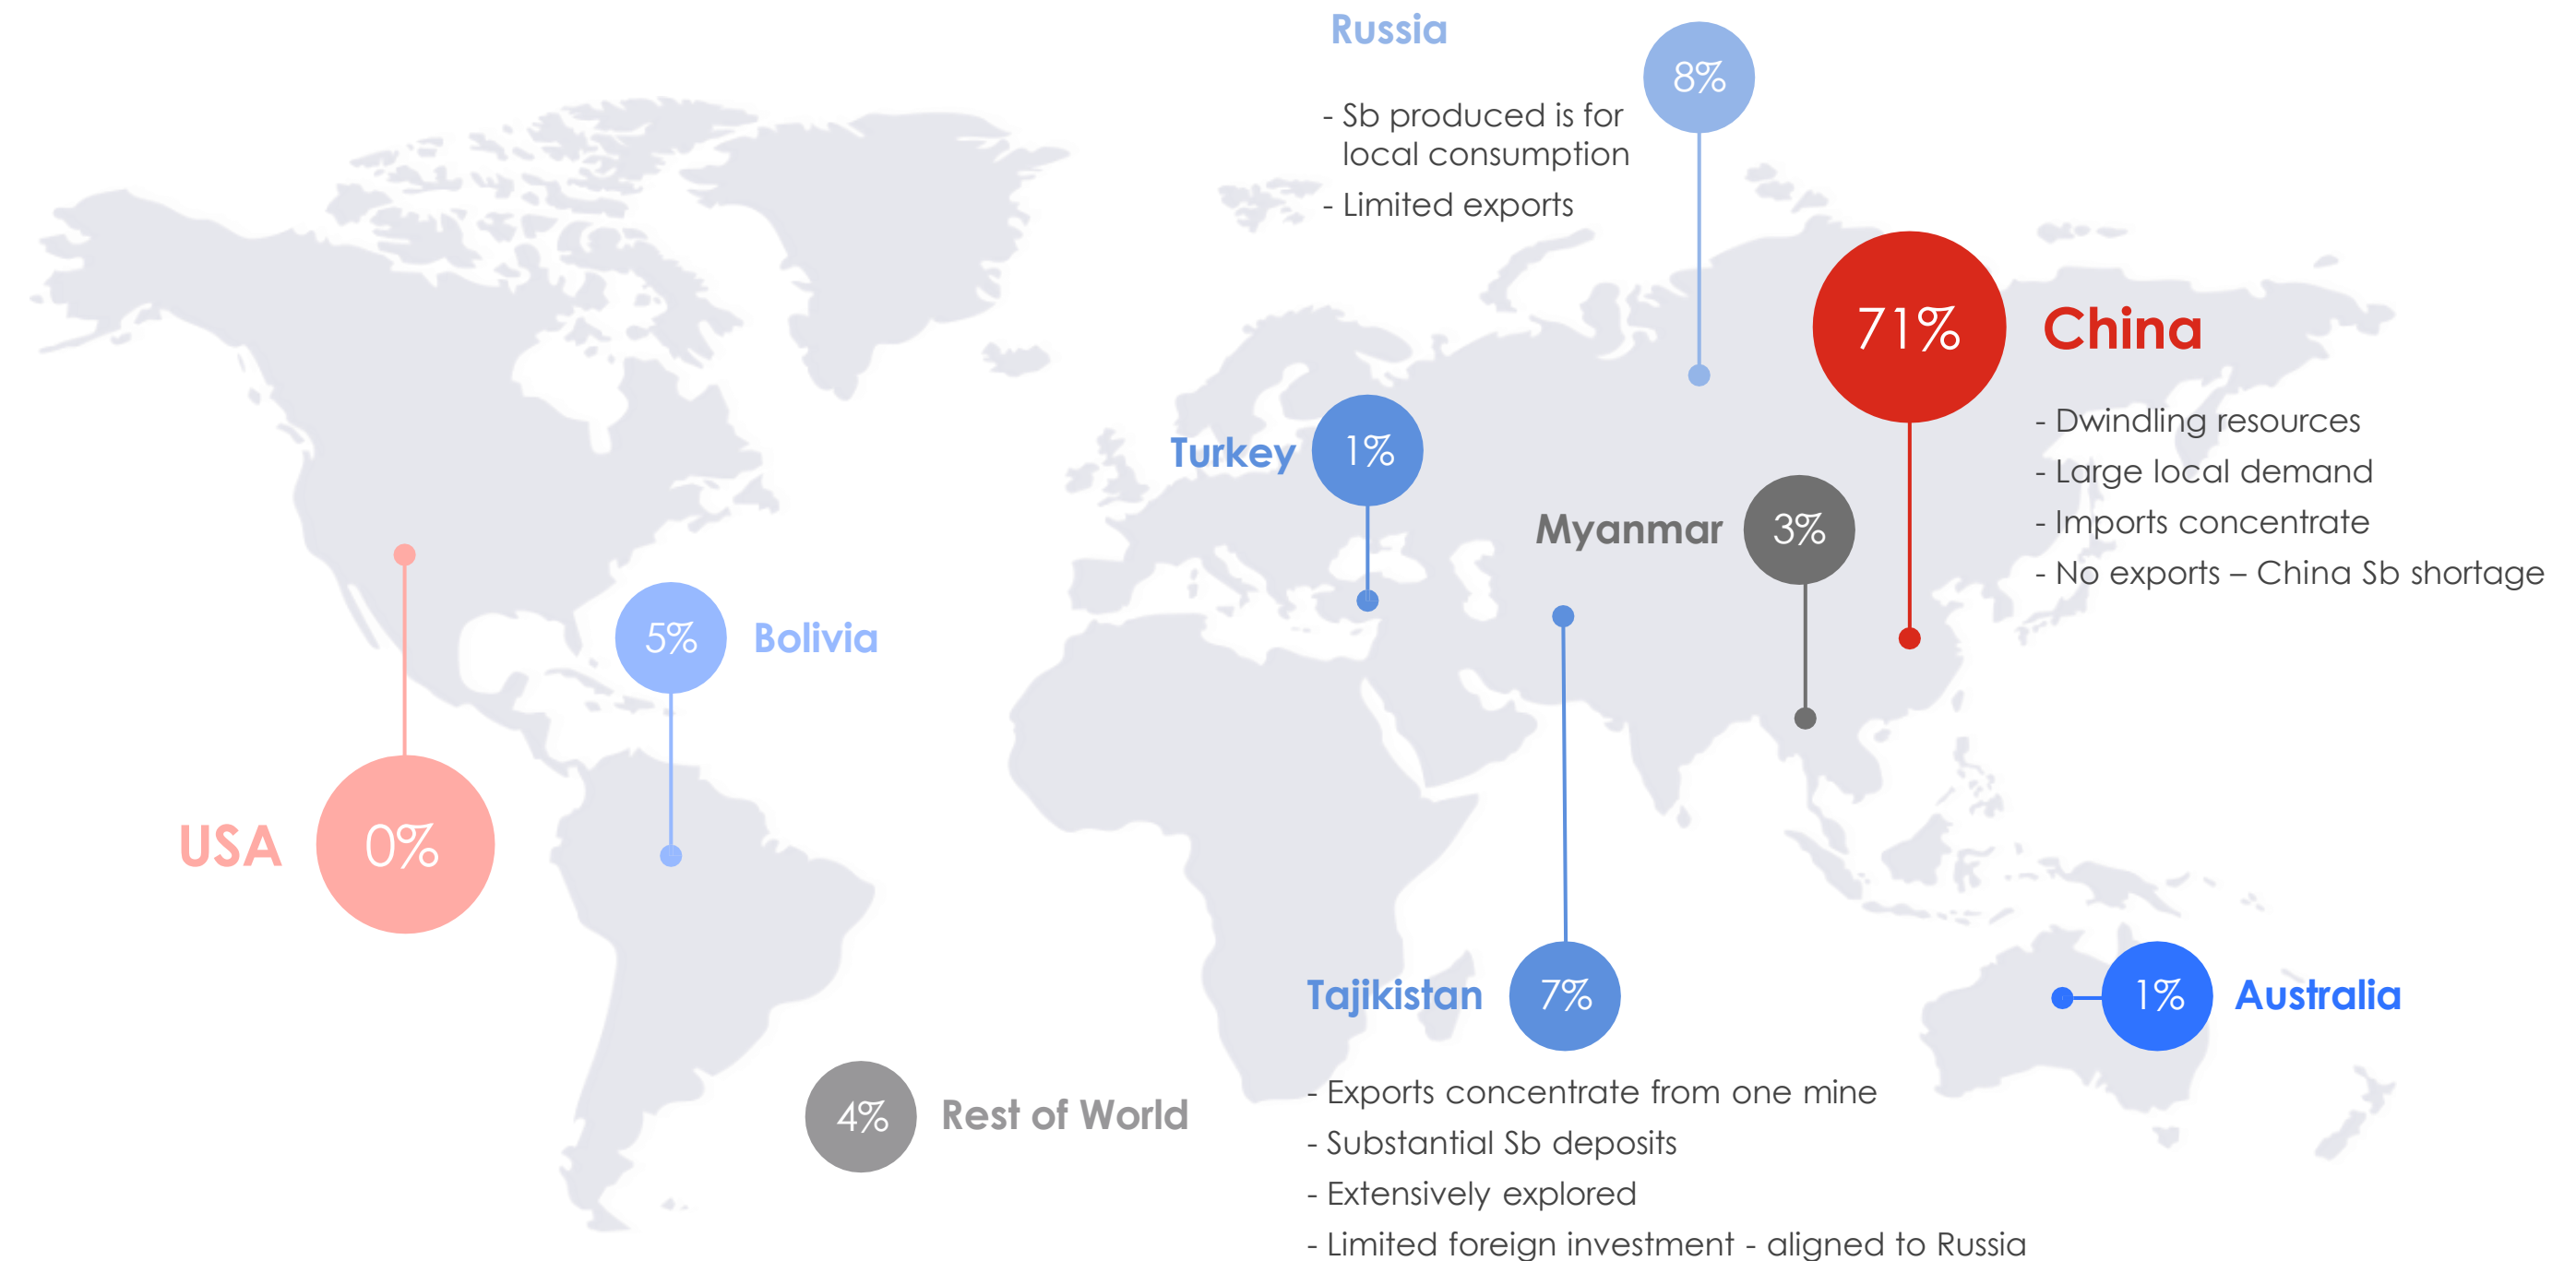 Russia
8%
- Sb produced is for
local consumption
- Limited exports
71%
China
- Dwindling resources
- Large local demand
- Imports concentrate
- No exports – China Sb shortage
Turkey
1%
Myanmar
3%
5%
Bolivia
USA
0%
Tajikistan
7%
- Exports concentrate from one mine
- Substantial Sb deposits
- Extensively explored
- Limited foreign investment - aligned to Russia
1%
Australia
4%
Rest of World